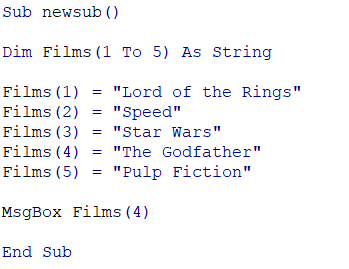 Sub newsub()
Dim Films(1 To 5) As String
Films(1) = "Lord of the Rings"
Films(2) = "Speed"
Films(3) = "Star Wars"
Films(4) = "The Godfather"
Films(5) = "Pulp Fiction"
MsgBox Films(4)
End Sub